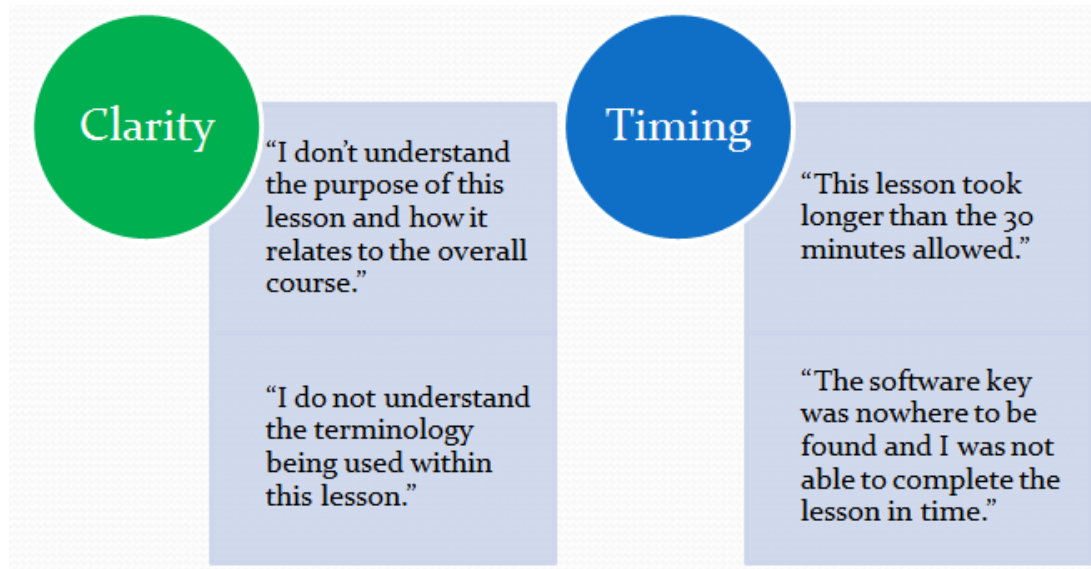 Clarity
“I don’t understand
the purpose of this
lesson and how it
relates to the overall
course.”
“I do not understand
the terminology
being used within
this lesson.”
Timing
“This lesson took
longer than the 30
minutes allowed.”
“The software key
was nowhere to be
found and I was not
able to complete the
lesson in time.”